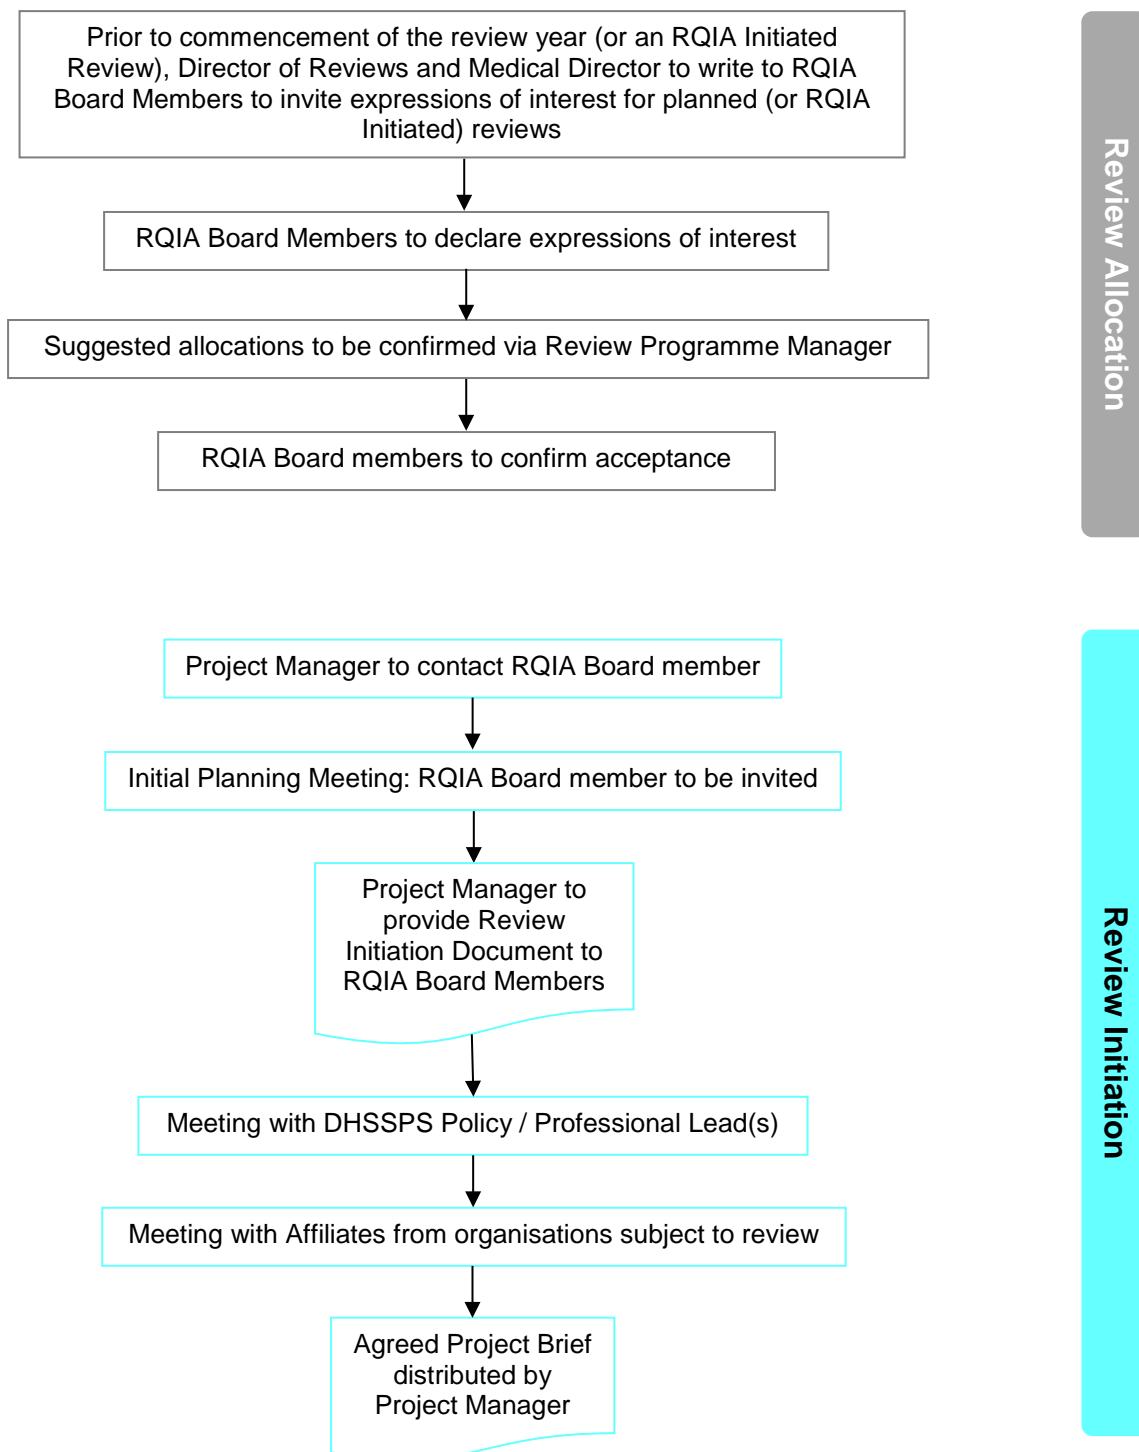 Prior to commencement of the review year (or an RQIA Initiated
Review), Director of Reviews and Medical Director to write to RQIA
Board Members to invite expressions of interest for planned (or RQIA
Initiated) reviews
RQIA Board Members to declare expressions of interest
Suggested allocations to be confirmed via Review Programme Manager
RQIA Board members to confirm acceptance
Review Allocation
Project Manager to contact RQIA Board member
Initial Planning Meeting: RQIA Board member to be invited
Project Manager to
provide Review
Initiation Document to
RQIA Board Members
Meeting with DHSSPS Policy / Professional Lead(s)
Meeting with Affiliates from organisations subject to review
Agreed Project Brief
distributed by
Project Manager
Review Initiation